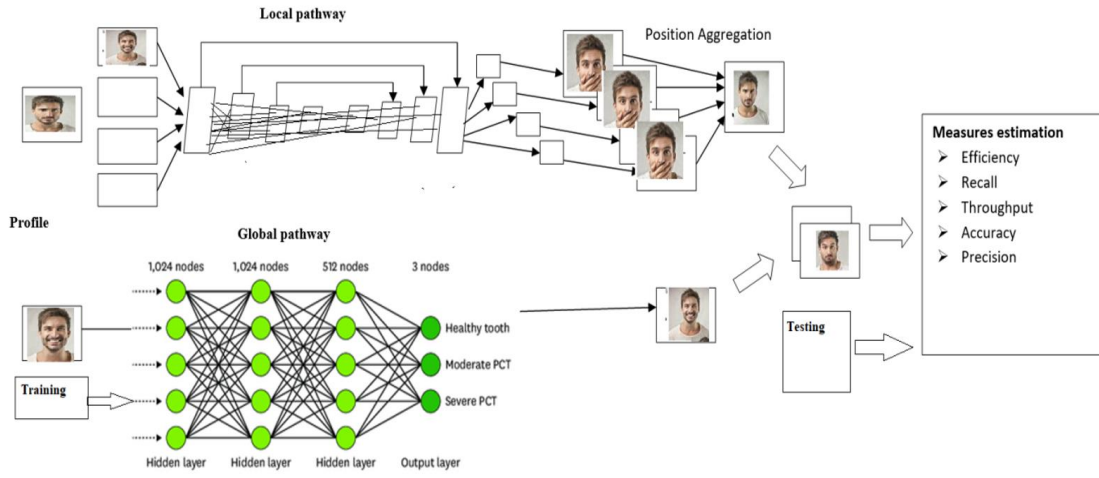 Local pathway
Position Aggregation
Measures estimation
Efficiency
Recall
Throughput
Accuracy
Precision
Profile
Global pathway
1,024 nodes 1,024 nodes 512 nodes 3 nodes
Healthy tooth
Moderate PCT
Severe PCT
Training
Testing
Hidden layer Hidden layer Hidden layer Output layer